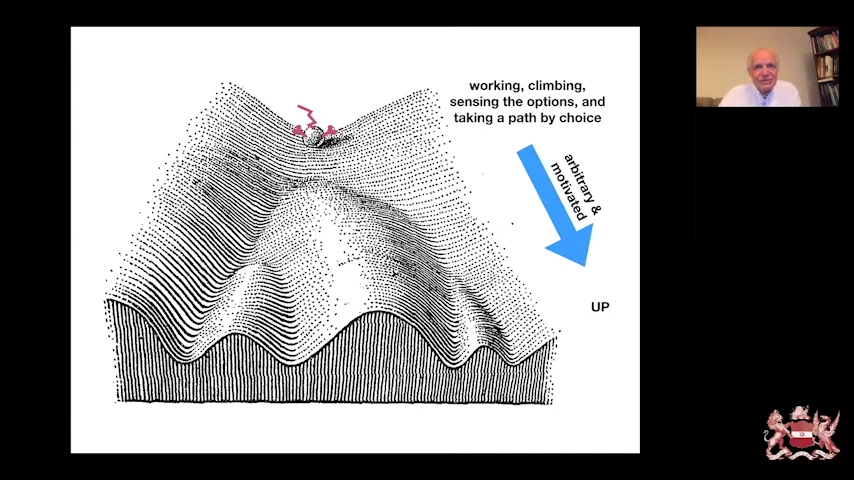 working, climbing,
sensing the options, and
taking a path by choice
arbitrary &
motivated
UP